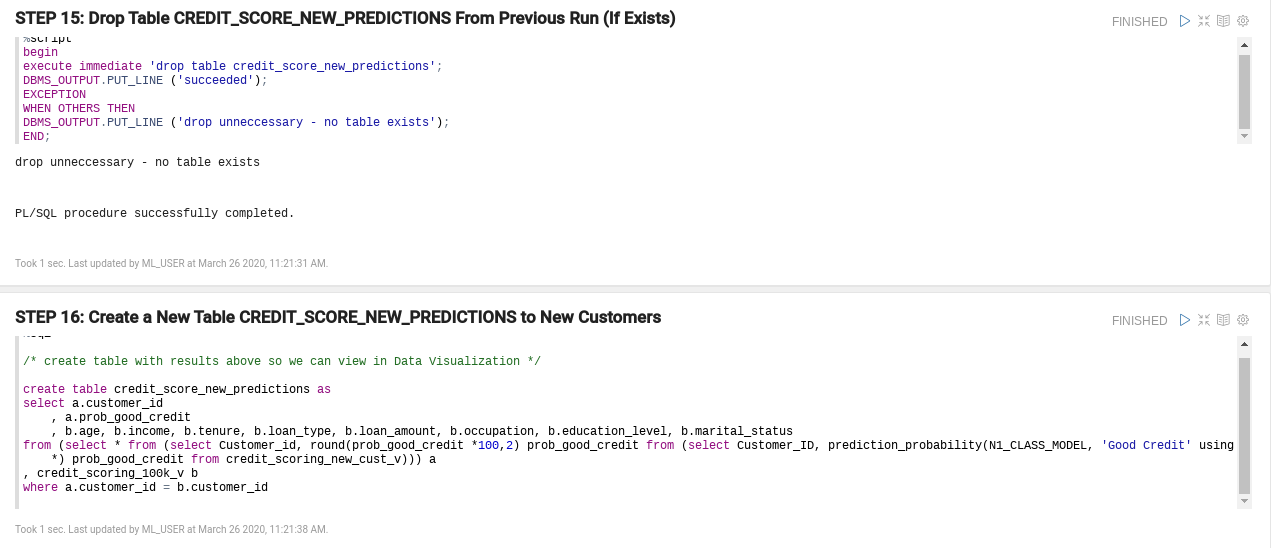 STEP 15: Drop Table CREDIT_SCORE_NEW_PREDICTIONS From Previous Run (If Exists)
FINISHED
%script
begin
execute immediate 'drop table credit_score_new_predictions';
DBMS_OUTPUT.PUT_LINE ('succeeded');
EXCEPTION
WHEN OTHERS THEN
DBMS_OUTPUT.PUT_LINE ('drop unneccessary - no table exists');
END;
drop unneccessary - no table exists
PL/SQL procedure successfully completed.
Took 1 sec. Last updated by ML_USER at March 26 2020, 11:21:31 AM.
STEP 16: Create a New Table CREDIT_SCORE_NEW_PREDICTIONS to New Customers
FINISHED
/* create table with results above so we can view in Data Visualization */
create table credit_score_new_predictions as
select a.customer_id
, a.prob_good_credit
, b.age, b.income, b.tenure, b.loan_type, b.loan_amount, b.occupation, b.education_level, b.marital_status
from (select * from (select Customer_id, round(prob_good_credit *100,2) prob_good_credit from (select Customer_ID, prediction_probability(N1_CLASS_MODEL, 'Good Credit' using
*) prob_good_credit from credit_scoring_new_cust_v))) a
, credit_scoring_100k_v b
where a.customer_id = b.customer_id
Took 1 sec. Last updated by ML_USER at March 26 2020, 11:21:38 AM.